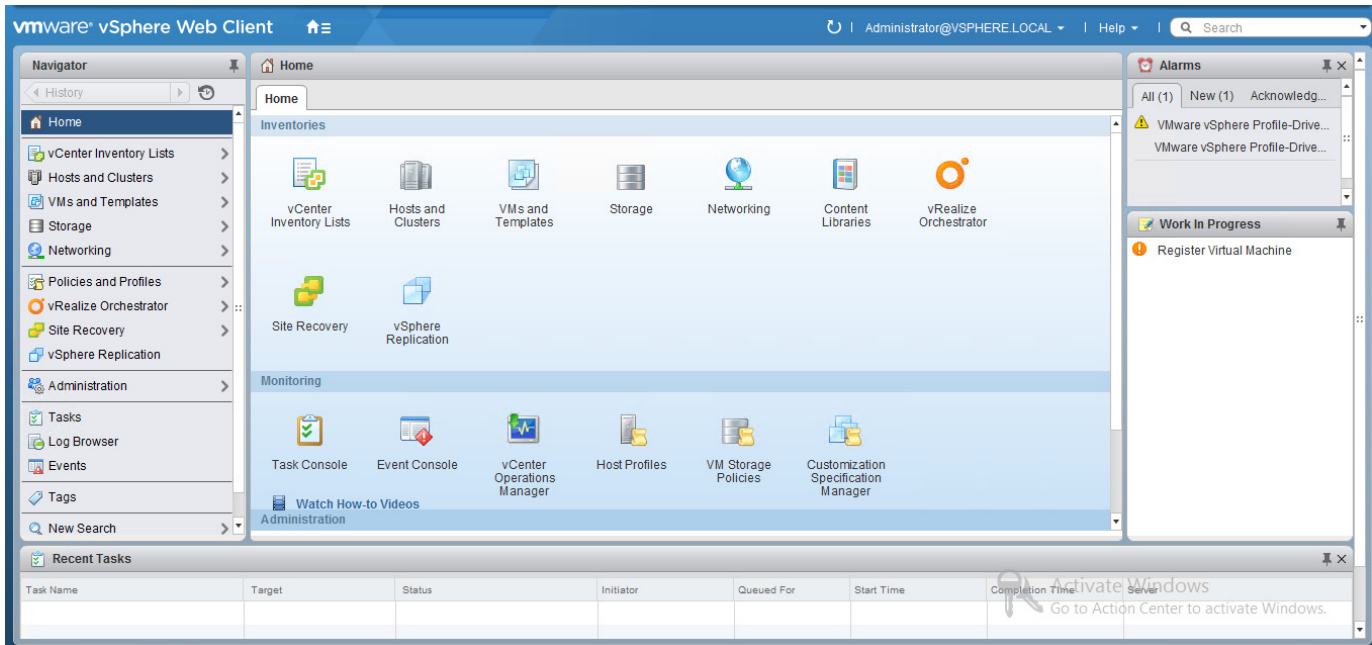 vmware® vSphere Web Client
Administrator@VSPHERE.LOCAL
Help
Search
Navigator
History
Home
vCenter Inventory Lists
Hosts and Clusters
VMs and Templates
Storage
Networking
Policies and Profiles
vRealize Orchestrator
Site Recovery
vSphere Replication
Administration
Tasks
Log Browser
Events
Tags
New Search
Home
Home
Inventories
vCenter
Inventory Lists
Hosts and
Clusters
VMs and
Templates
Storage
Networking
Content
Libraries
vRealize
Orchestrator
Site Recovery
vSphere
Replication
Monitoring
Task Console
Event Console
vCenter
Operations
Manager
Host Profiles
VM Storage
Policies
Customization
Specification
Manager
Watch How-to Videos
Administration
Alarms
All (1) New (1) Acknowledg...
VMware vSphere Profile-Drive...
VMware vSphere Profile-Drive...
Work In Progress
Register Virtual Machine
Recent Tasks
Task Name Target Status Initiator Queued For Start Time Completion Time Server
Activate Windows
Go to Action Center to activate Windows.